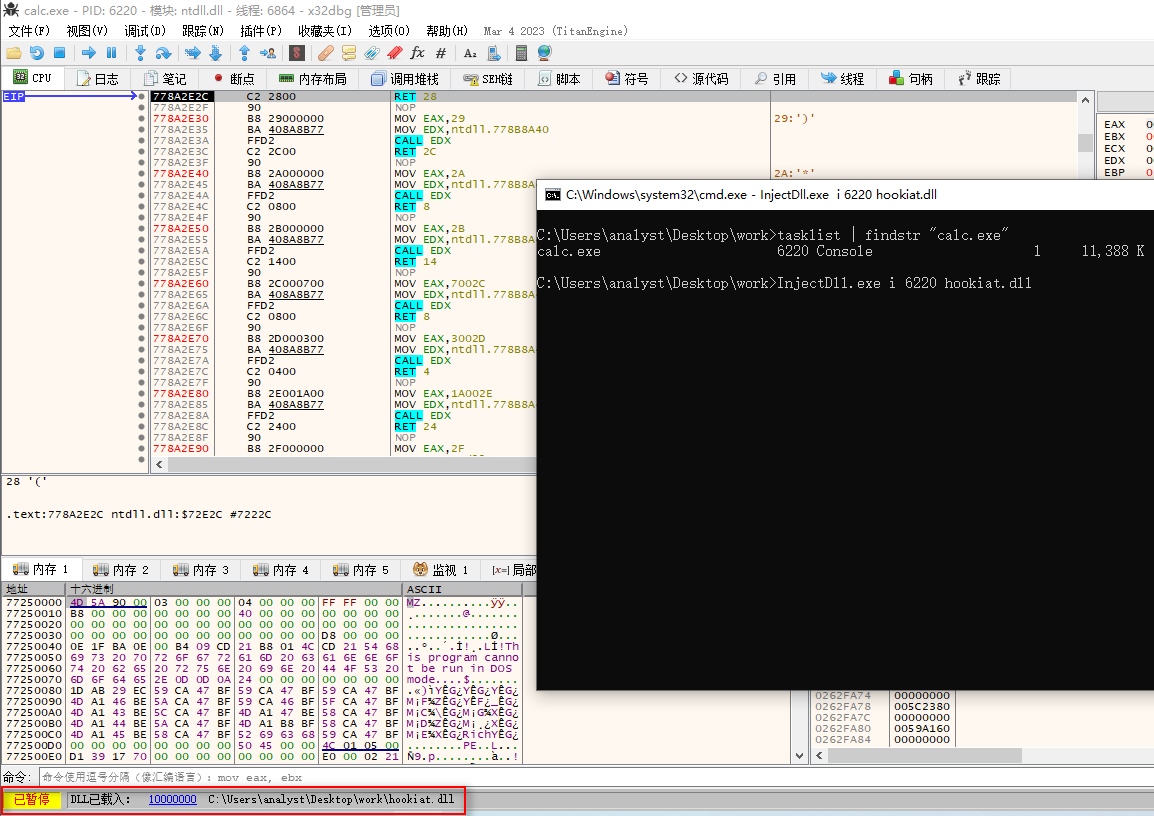 calc.exe - PID: 6220 - 模块: ntdll.dll - 线程: 6864 - x32dbg [管理员]
文件(F) 视图(V) 调试(D) 跟踪(N) 插件(P) 收藏夹(I) 选项(O) 帮助(H) Mar 4 2023 (TitanEngine)
CPU 日志 笔记 断点 内存布局 调用堆栈 SEH链 脚本 符号 源代码 引用 线程 句柄 跟踪
EIP 778A2E2C C2 2800 RET 28
778A2E2F 90 NOP
778A2E30 B8 29000000 MOV EAX,29 29:')'
778A2E35 BA 408A8B77 MOV EDX,ntdll.778B8A40
778A2E3A FFD2 CALL EDX
778A2E3C C2 2C00 RET 2C
778A2E3F 90 NOP
778A2E40 B8 2A000000 MOV EAX,2A 2A:'*'
778A2E45 BA 408A8B77 MOV EDX,ntdll.778B8A
778A2E4A FFD2 CALL EDX
778A2E4C C2 0800 RET 8
778A2E4F 90 NOP
778A2E50 B8 2B000000 MOV EAX,2B
778A2E55 BA 408A8B77 MOV EDX,ntdll.778B8A
778A2E5A FFD2 CALL EDX
778A2E5C C2 1400 RET 14
778A2E5F 90 NOP
778A2E60 B8 2C000700 MOV EAX,7002C
778A2E65 BA 408A8B77 MOV EDX,ntdll.778B8A
778A2E6A FFD2 CALL EDX
778A2E6C C2 0800 RET 8
778A2E6F 90 NOP
778A2E70 B8 2D000300 MOV EAX,3002D
778A2E75 BA 408A8B77 MOV EDX,ntdll.778B8A
778A2E7A FFD2 CALL EDX
778A2E7C C2 0400 RET 4
778A2E7F 90 NOP
778A2E80 B8 2E001A00 MOV EAX,1A002E
778A2E85 BA 408A8B77 MOV EDX,ntdll.778B8A
778A2E8A FFD2 CALL EDX
778A2E8C C2 2400 RET 24
778A2E8F 90 NOP
778A2E90 B8 2F000000 MOV EAX,2F
EAX 0
EBX 0
ECX 0
EDX 0
EBP 0
C:\Windows\system32\cmd.exe - InjectDll.exe i 6220 hookiat.dll
C:\Users\analyst\Desktop\work>tasklist | findstr "calc.exe"
calc.exe 6220 Console 1 11,388 K
C:\Users\analyst\Desktop\work>InjectDll.exe i 6220 hookiat.dll
28 '('
.text:778A2E2C ntdll.dll:$72E2C #7222C
内存 1 内存 2 内存 3 内存 4 内存 5 监视 1 [x=] 局部
地址 十六进制 ASCII
77250000 4D 5A 90 00 03 00 00 00 04 00 00 00 FF FF 00 00 MZ..........ÿÿ..
77250010 B8 00 00 00 00 00 00 00 40 00 00 00 00 00 00 00 ¸.......@.......
77250020 00 00 00 00 00 00 00 00 00 00 00 00 00 00 00 00 ................
77250030 00 00 00 00 00 00 00 00 00 00 00 00 D8 00 00 00 ............Ø...
77250040 0E 1F BA 0E 00 B4 09 CD 21 B8 01 4C CD 21 54 68 ..º..´.Í!¸.LÍ!Th
77250050 69 73 20 70 72 6F 67 72 61 6D 20 63 61 6E 6E 6F is program canno
77250060 74 20 62 65 20 72 75 6E 20 69 6E 20 44 4F 53 20 t be run in DOS
77250070 6D 6F 64 65 2E 0D 0D 0A 24 00 00 00 00 00 00 00 mode....$.......
77250080 1D AB 29 EC 59 CA 47 BF 59 CA 47 BF 59 CA 47 BF .«)ìYÊG¿YÊG¿YÊG¿
77250090 4D A1 46 BE 5A CA 47 BF 59 CA 46 BF 5F CA 47 BF M¡F¾ZÊG¿YÊF¿_ÊG¿
772500A0 4D A1 43 BE 5C CA 47 BF 4D A1 47 BE 58 CA 47 BF M¡C¾\ÊG¿M¡G¾XÊG¿
772500B0 4D A1 44 BE 5A CA 47 BF 4D A1 B8 BF 58 CA 47 BF M¡D¾ZÊG¿M¡¸¿XÊG¿
772500C0 4D A1 45 BE 58 CA 47 BF 52 69 63 68 59 CA 47 BF M¡E¾XÊG¿RichYÊG¿
772500D0 00 00 00 00 00 00 00 00 50 45 00 00 4C 01 05 00 ........PE..L...
772500E0 D1 39 17 70 00 00 00 00 00 00 00 00 E0 00 02 21 Ñ9.p........à..!
0262FA74 00000000
0262FA78 005C2380
0262FA7C 00000000
0262FA80 0059A160
0262FA84 00000000
命令: 命令使用逗号分隔（像汇编语言）: mov eax, ebx
已暂停 DLL已载入: 10000000 C:\Users\analyst\Desktop\work\hookiat.dll